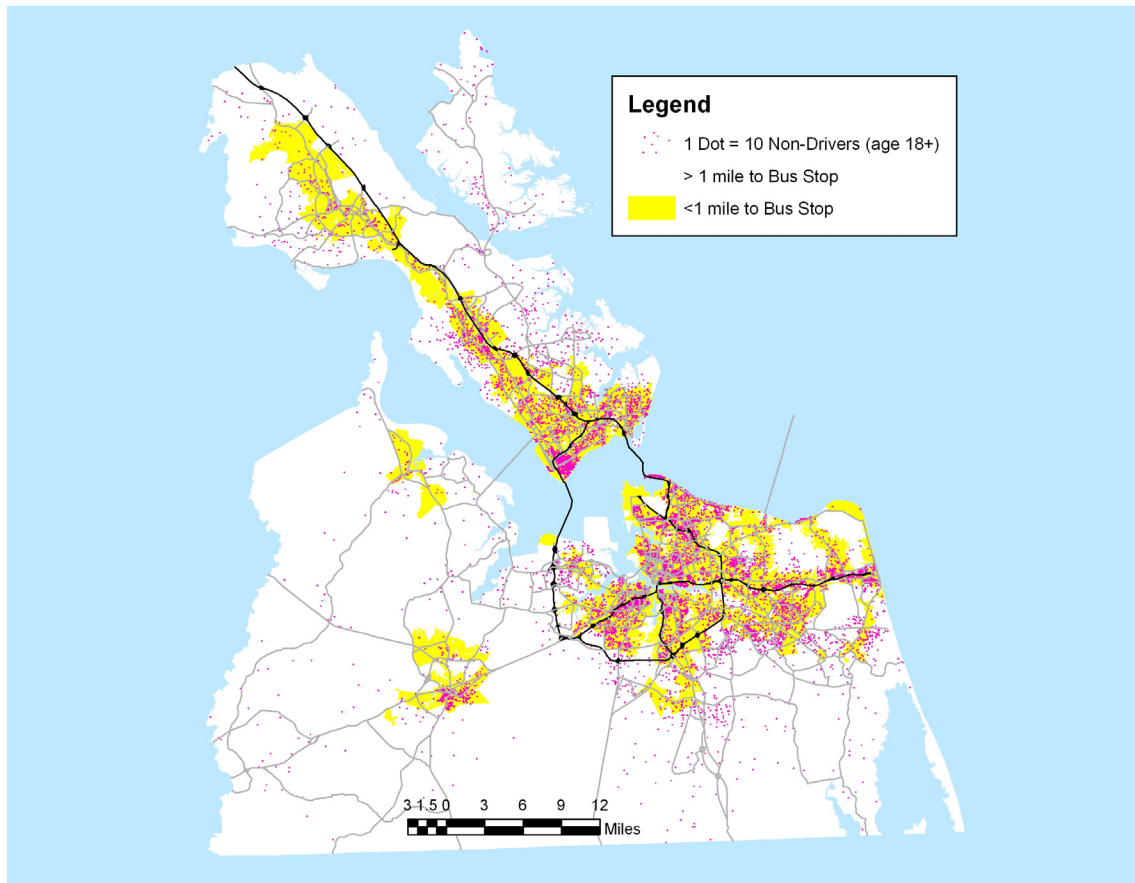 Legend
1 Dot = 10 Non-Drivers (age 18+)
> 1 mile to Bus Stop
<1 mile to Bus Stop
3 1.5 0 3 6 9 12
Miles